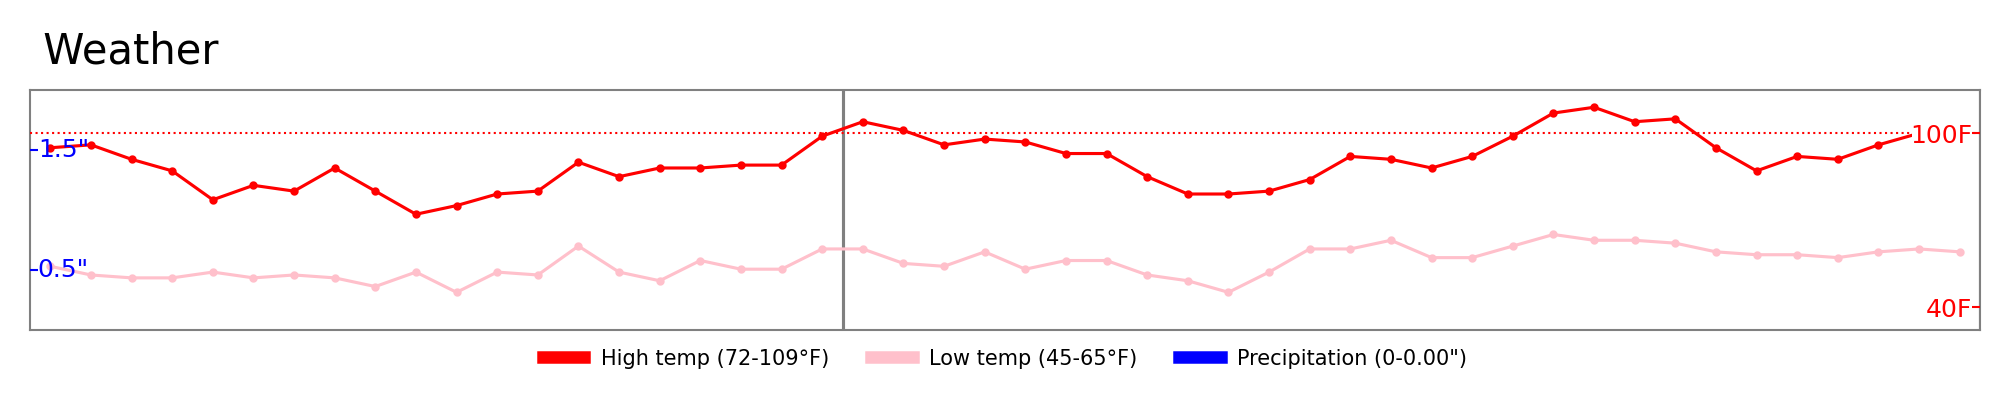 Weather
1.5"
100F
0.5"
40F
High temp (72-109°F) Low temp (45-65°F) Precipitation (0-0.00")